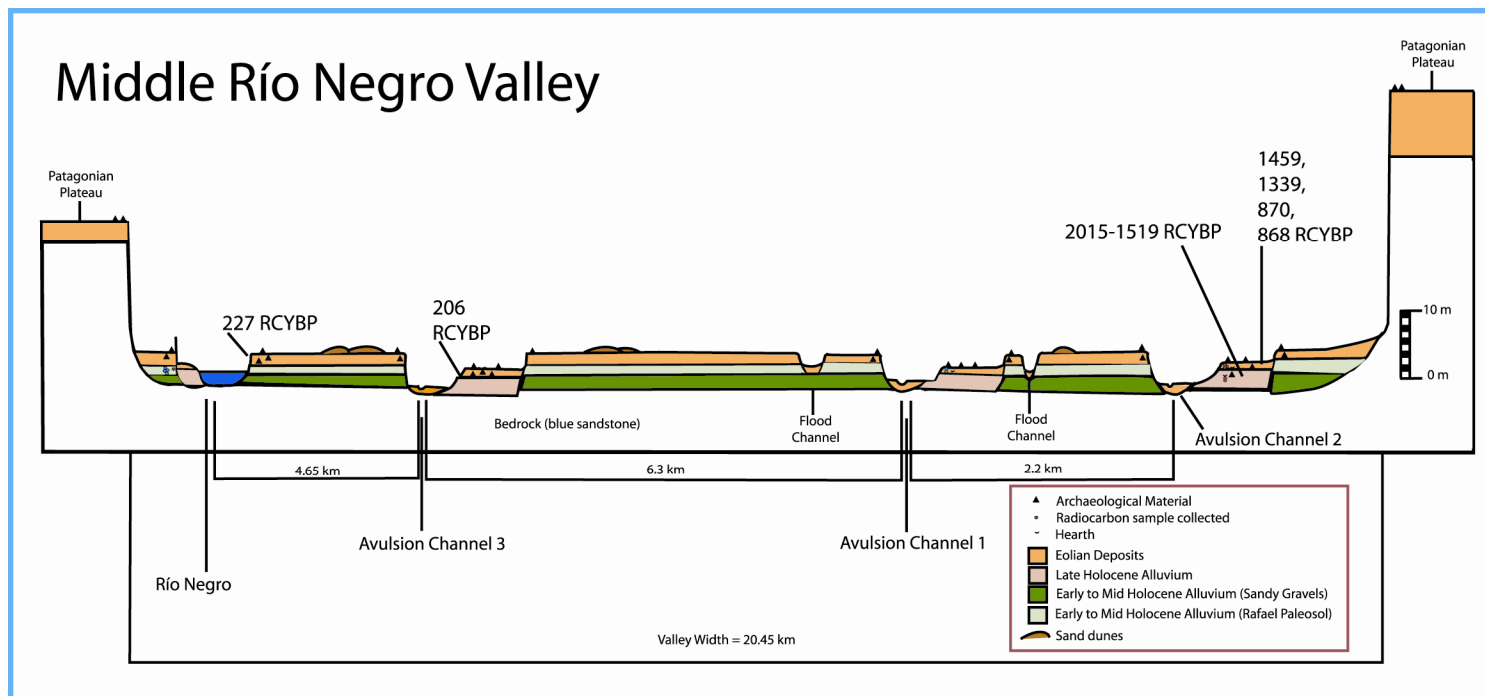 Middle Río Negro Valley
Patagonian
Plateau
Patagonian
Plateau
1459,
1339,
870,
868 RCYBP
2015-1519 RCYBP
227 RCYBP
206
RCYBP
10 m
0 m
Bedrock (blue sandstone)
Flood
Channel
Flood
Channel
Avulsion Channel 2
4.65 km
6.3 km
2.2 km
Avulsion Channel 3
Avulsion Channel 1
Río Negro
Archaeological Material
Radiocarbon sample collected
Hearth
Eolian Deposits
Late Holocene Alluvium
Early to Mid Holocene Alluvium (Sandy Gravels)
Early to Mid Holocene Alluvium (Rafael Paleosol)
Sand dunes
Valley Width = 20.45 km